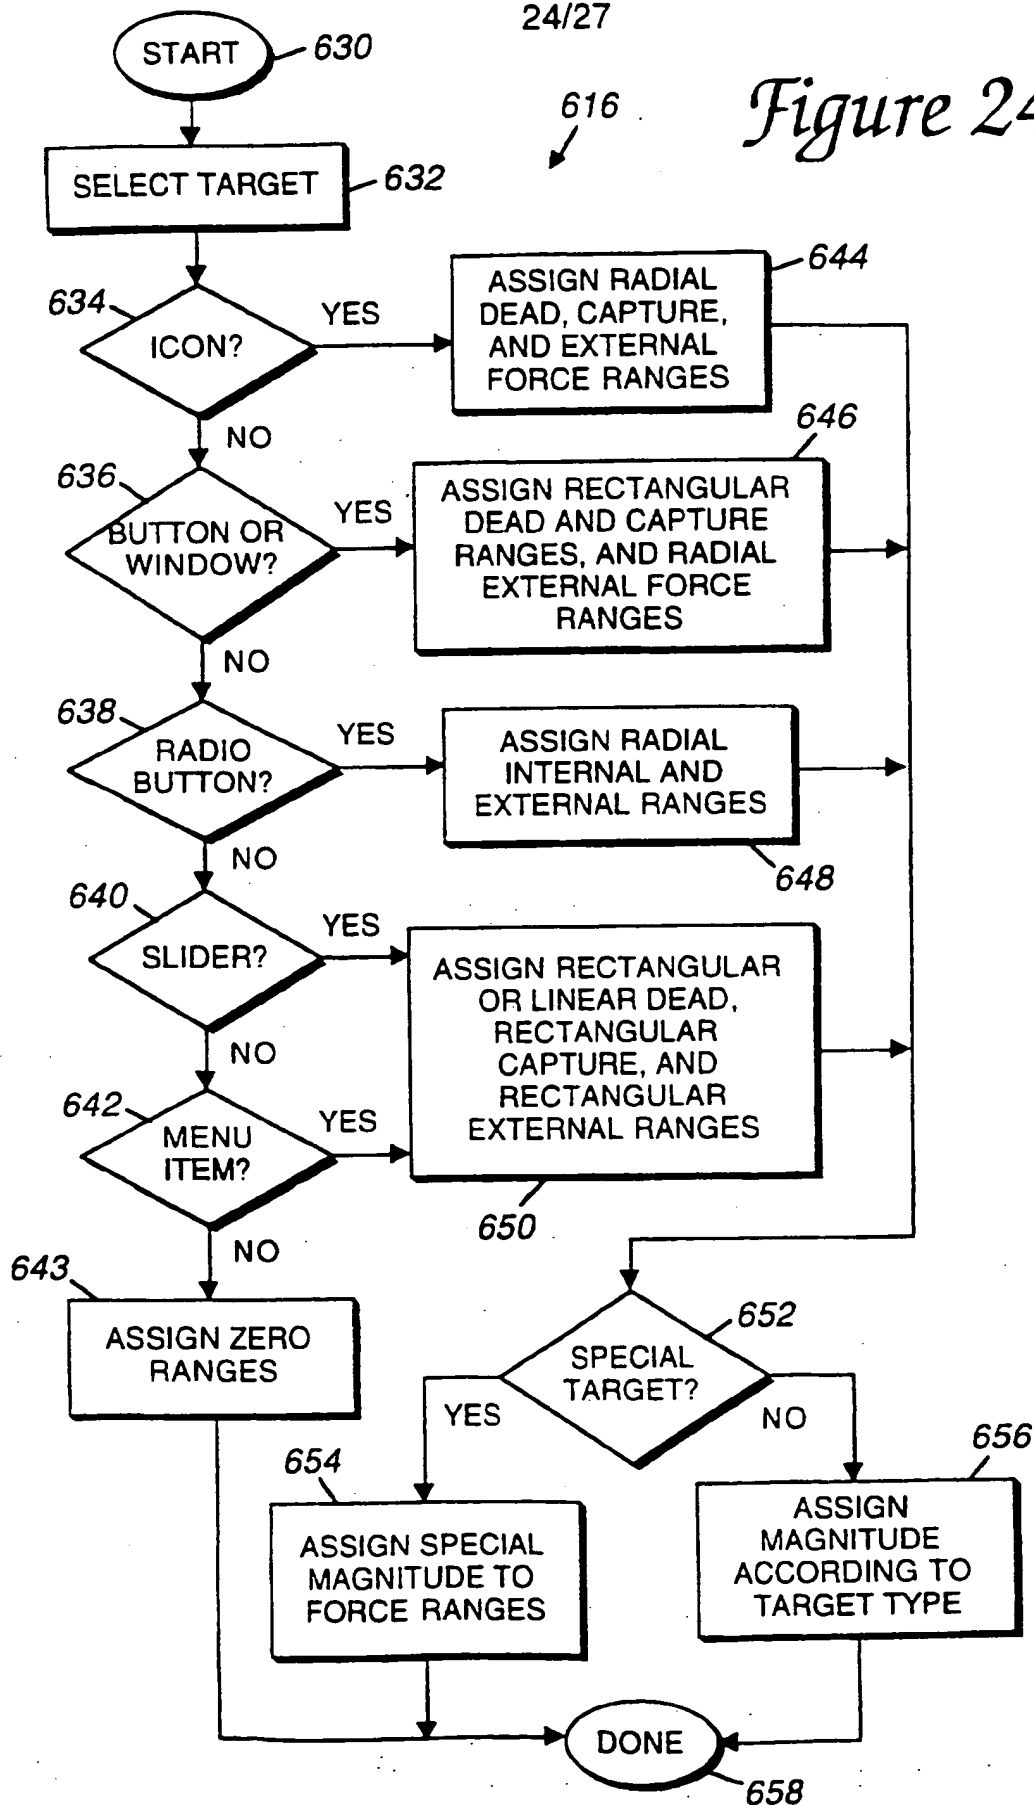 24/27
Figure 24
616
START
630
SELECT TARGET
632
634
ICON?
YES
NO
ASSIGN RADIAL
DEAD, CAPTURE,
AND EXTERNAL
FORCE RANGES
644
636
BUTTON OR
WINDOW?
YES
NO
646
ASSIGN RECTANGULAR
DEAD AND CAPTURE
RANGES, AND RADIAL
EXTERNAL FORCE
RANGES
638
RADIO
BUTTON?
YES
NO
ASSIGN RADIAL
INTERNAL AND
EXTERNAL RANGES
648
640
SLIDER?
YES
NO
ASSIGN RECTANGULAR
OR LINEAR DEAD,
RECTANGULAR
CAPTURE, AND
RECTANGULAR
EXTERNAL RANGES
650
642
MENU
ITEM?
YES
NO
643
ASSIGN ZERO
RANGES
652
SPECIAL
TARGET?
YES
NO
654
ASSIGN SPECIAL
MAGNITUDE TO
FORCE RANGES
656
ASSIGN
MAGNITUDE
ACCORDING TO
TARGET TYPE
DONE
658